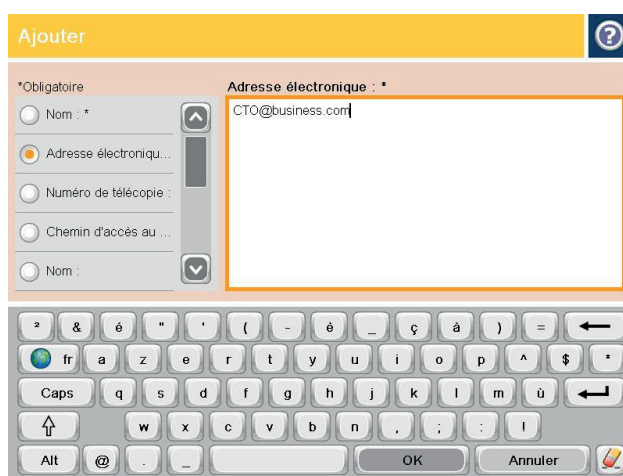 Ajouter
?
*Obligatoire
Adresse électronique : *
Nom : *
CTO@business.com
Adresse électroniqu...
Numéro de télécopie :
Chemin d'accès au ...
Nom :
² & é " ' ( - è _ ç à ) =
fr a z e r t y u i o p ^ $ *
Caps q s d f g h j k l m ù
w x c v b n , ; : !
Alt @ . _ OK Annuler